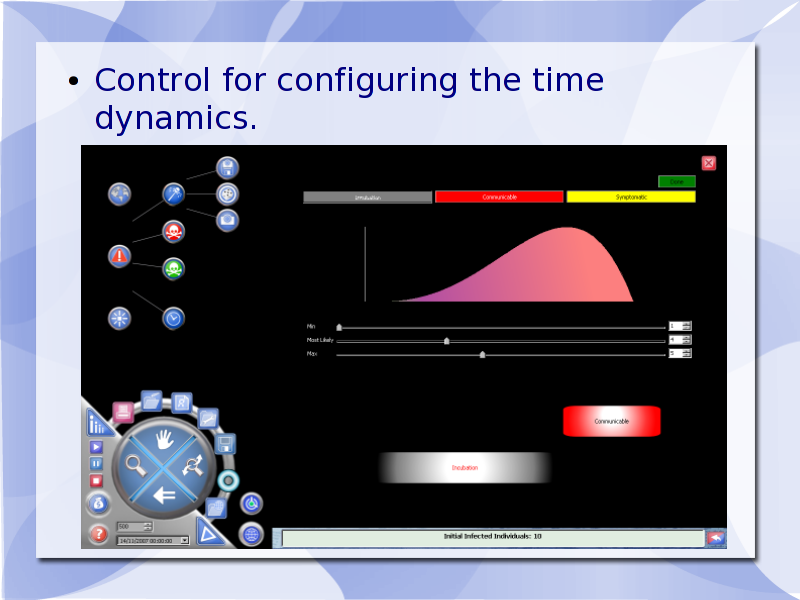 • Control for configuring the time
dynamics.
Done
Inhaluation
Communicable
Symptomatic
Min
1
Most Likely
4
Max
5
Communicable
Incubation
500
14/11/2007 00:00:00
Initial Infected Individuals: 10